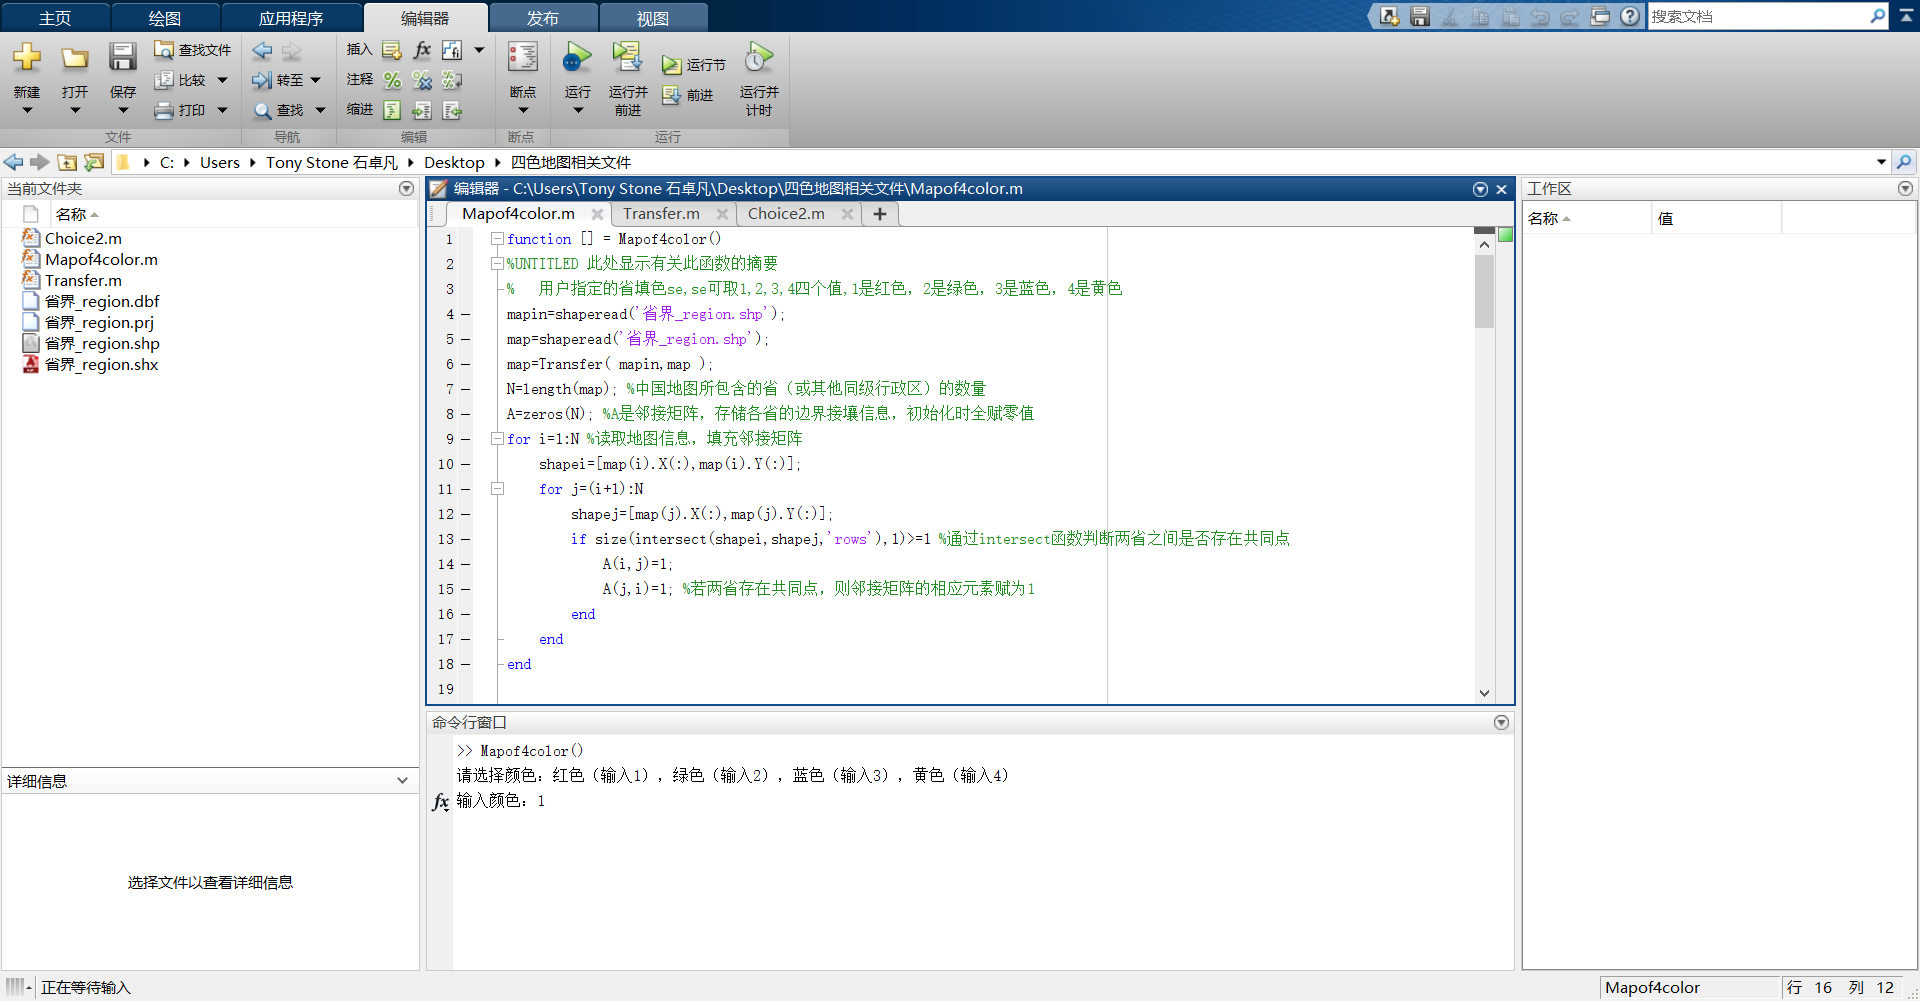 主页 绘图 应用程序 编辑器 发布 视图 搜索文档
新建 打开 保存 查找文件 比较 打印 转至 查找 插入 fx fi 注释 缩进 断点 运行 运行并前进 运行节 前进 运行并计时
文件 导航 编辑 断点 运行
C: Users Tony Stone 石卓凡 Desktop 四色地图相关文件
当前文件夹
名称
Choice2.m
Mapof4color.m
Transfer.m
省界_region.dbf
省界_region.prj
省界_region.shp
省界_region.shx
详细信息
选择文件以查看详细信息
编辑器 - C:\Users\Tony Stone 石卓凡\Desktop\四色地图相关文件\Mapof4color.m
Mapof4color.m Transfer.m Choice2.m
1 function [] = Mapof4color()
2 %UNTITLED 此处显示有关此函数的摘要
3 % 用户指定的省填色se,se可取1,2,3,4四个值,1是红色，2是绿色，3是蓝色，4是黄色
4 mapin=shaperead('省界_region.shp');
5 map=shaperead('省界_region.shp');
6 map=Transfer( mapin,map );
7 N=length(map); %中国地图所包含的省（或其他同级行政区）的数量
8 A=zeros(N); %A是邻接矩阵，存储各省的边界接壤信息，初始化时全赋零值
9 for i=1:N %读取地图信息，填充邻接矩阵
10 shapei=[map(i).X(:),map(i).Y(:)];
11 for j=(i+1):N
12 shapej=[map(j).X(:),map(j).Y(:)];
13 if size(intersect(shapei,shapej,'rows'),1)>=1 %通过intersect函数判断两省之间是否存在共同点
14 A(i,j)=1;
15 A(j,i)=1; %若两省存在共同点，则邻接矩阵的相应元素赋为1
16 end
17 end
18 end
19
命令行窗口
>> Mapof4color()
请选择颜色：红色（输入1），绿色（输入2），蓝色（输入3），黄色（输入4）
fx 输入颜色：1
工作区
名称 值
正在等待输入
Mapof4color 行 16 列 12